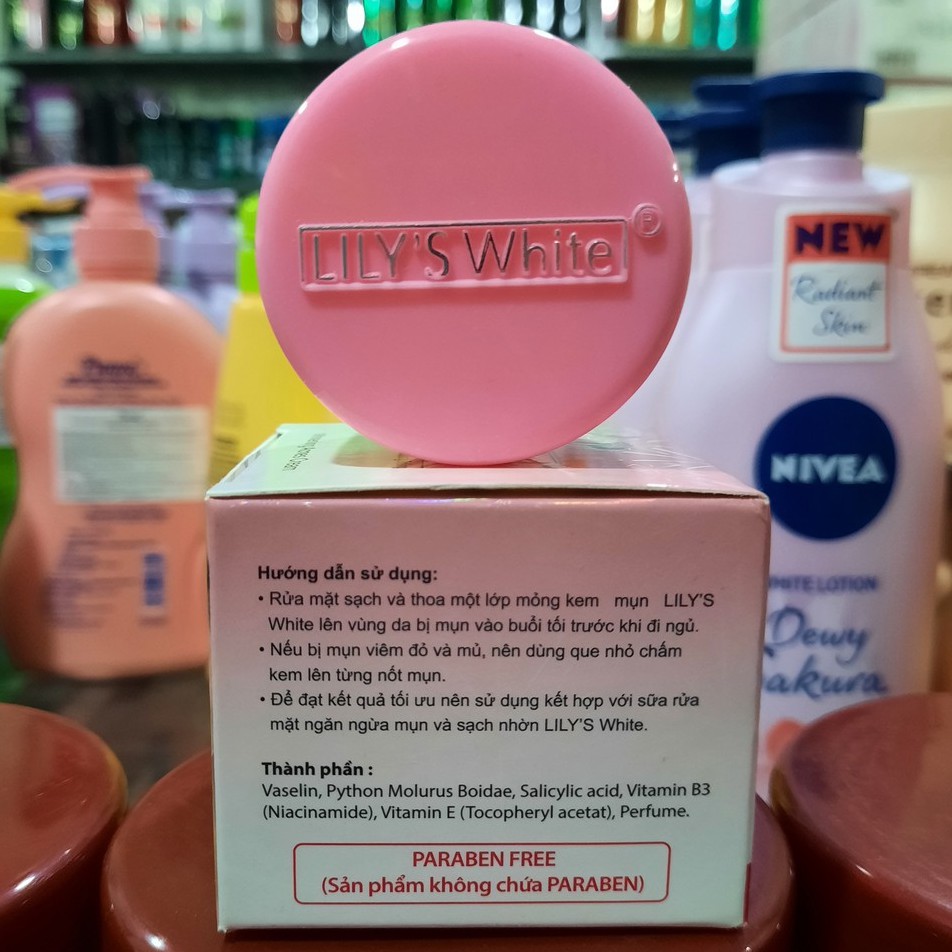 LILY'S White ®
NEW
Radiant
Skin
NIVEA
WHITE LOTION
Dewy
Sakura
Hướng dẫn sử dụng:
• Rửa mặt sạch và thoa một lớp mỏng kem mụn LILY'S
White lên vùng da bị mụn vào buổi tối trước khi đi ngủ.
• Nếu bị mụn viêm đỏ và mủ, nên dùng que nhỏ chấm
kem lên từng nốt mụn.
• Để đạt kết quả tối ưu nên sử dụng kết hợp với sữa rửa
mặt ngăn ngừa mụn và sạch nhờn LILY'S White.
Thành phần :
Vaselin, Python Molurus Boidae, Salicylic acid, Vitamin B3
(Niacinamide), Vitamin E (Tocopheryl acetat), Perfume.
PARABEN FREE
(Sản phẩm không chứa PARABEN)